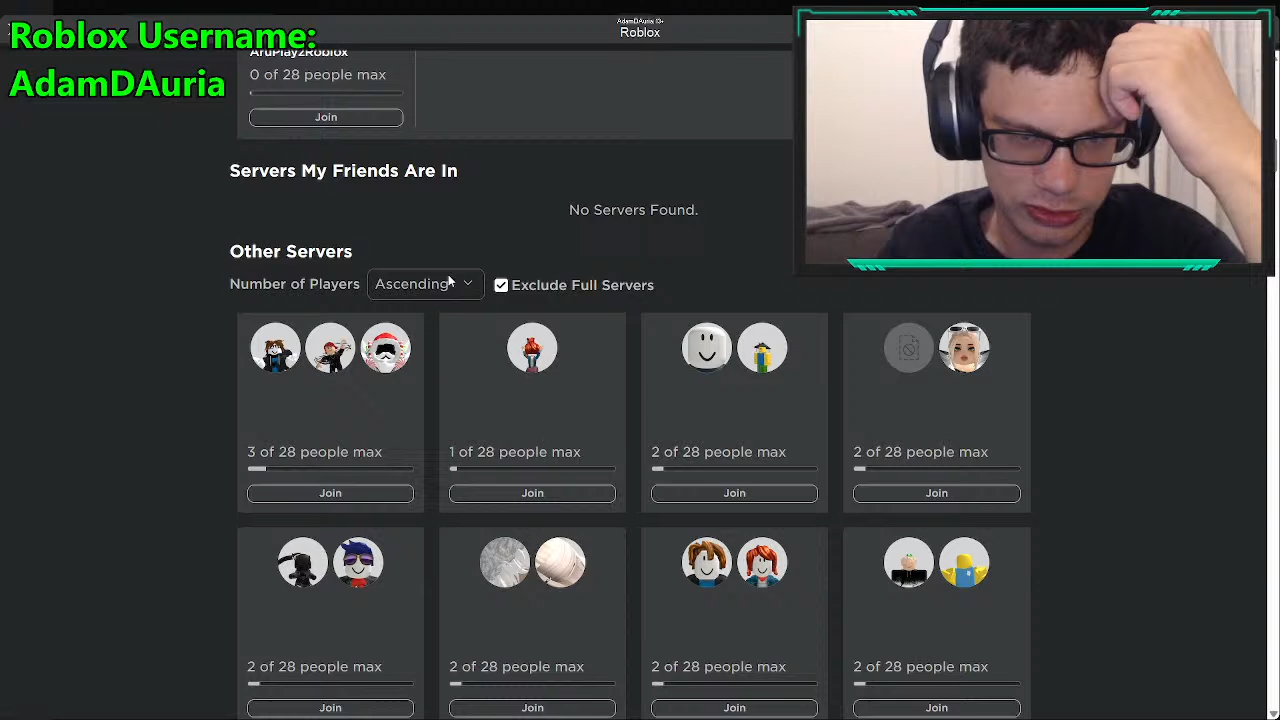 Roblox Username:
AdamDAuria
AdamDAuria
Roblox
AruPlayzRoblox
0 of 28 people max
Join
Servers My Friends Are In
No Servers Found.
Other Servers
Number of Players Ascending Exclude Full Servers
3 of 28 people max
Join
1 of 28 people max
Join
2 of 28 people max
Join
2 of 28 people max
Join
2 of 28 people max
Join
2 of 28 people max
Join
2 of 28 people max
Join
2 of 28 people max
Join